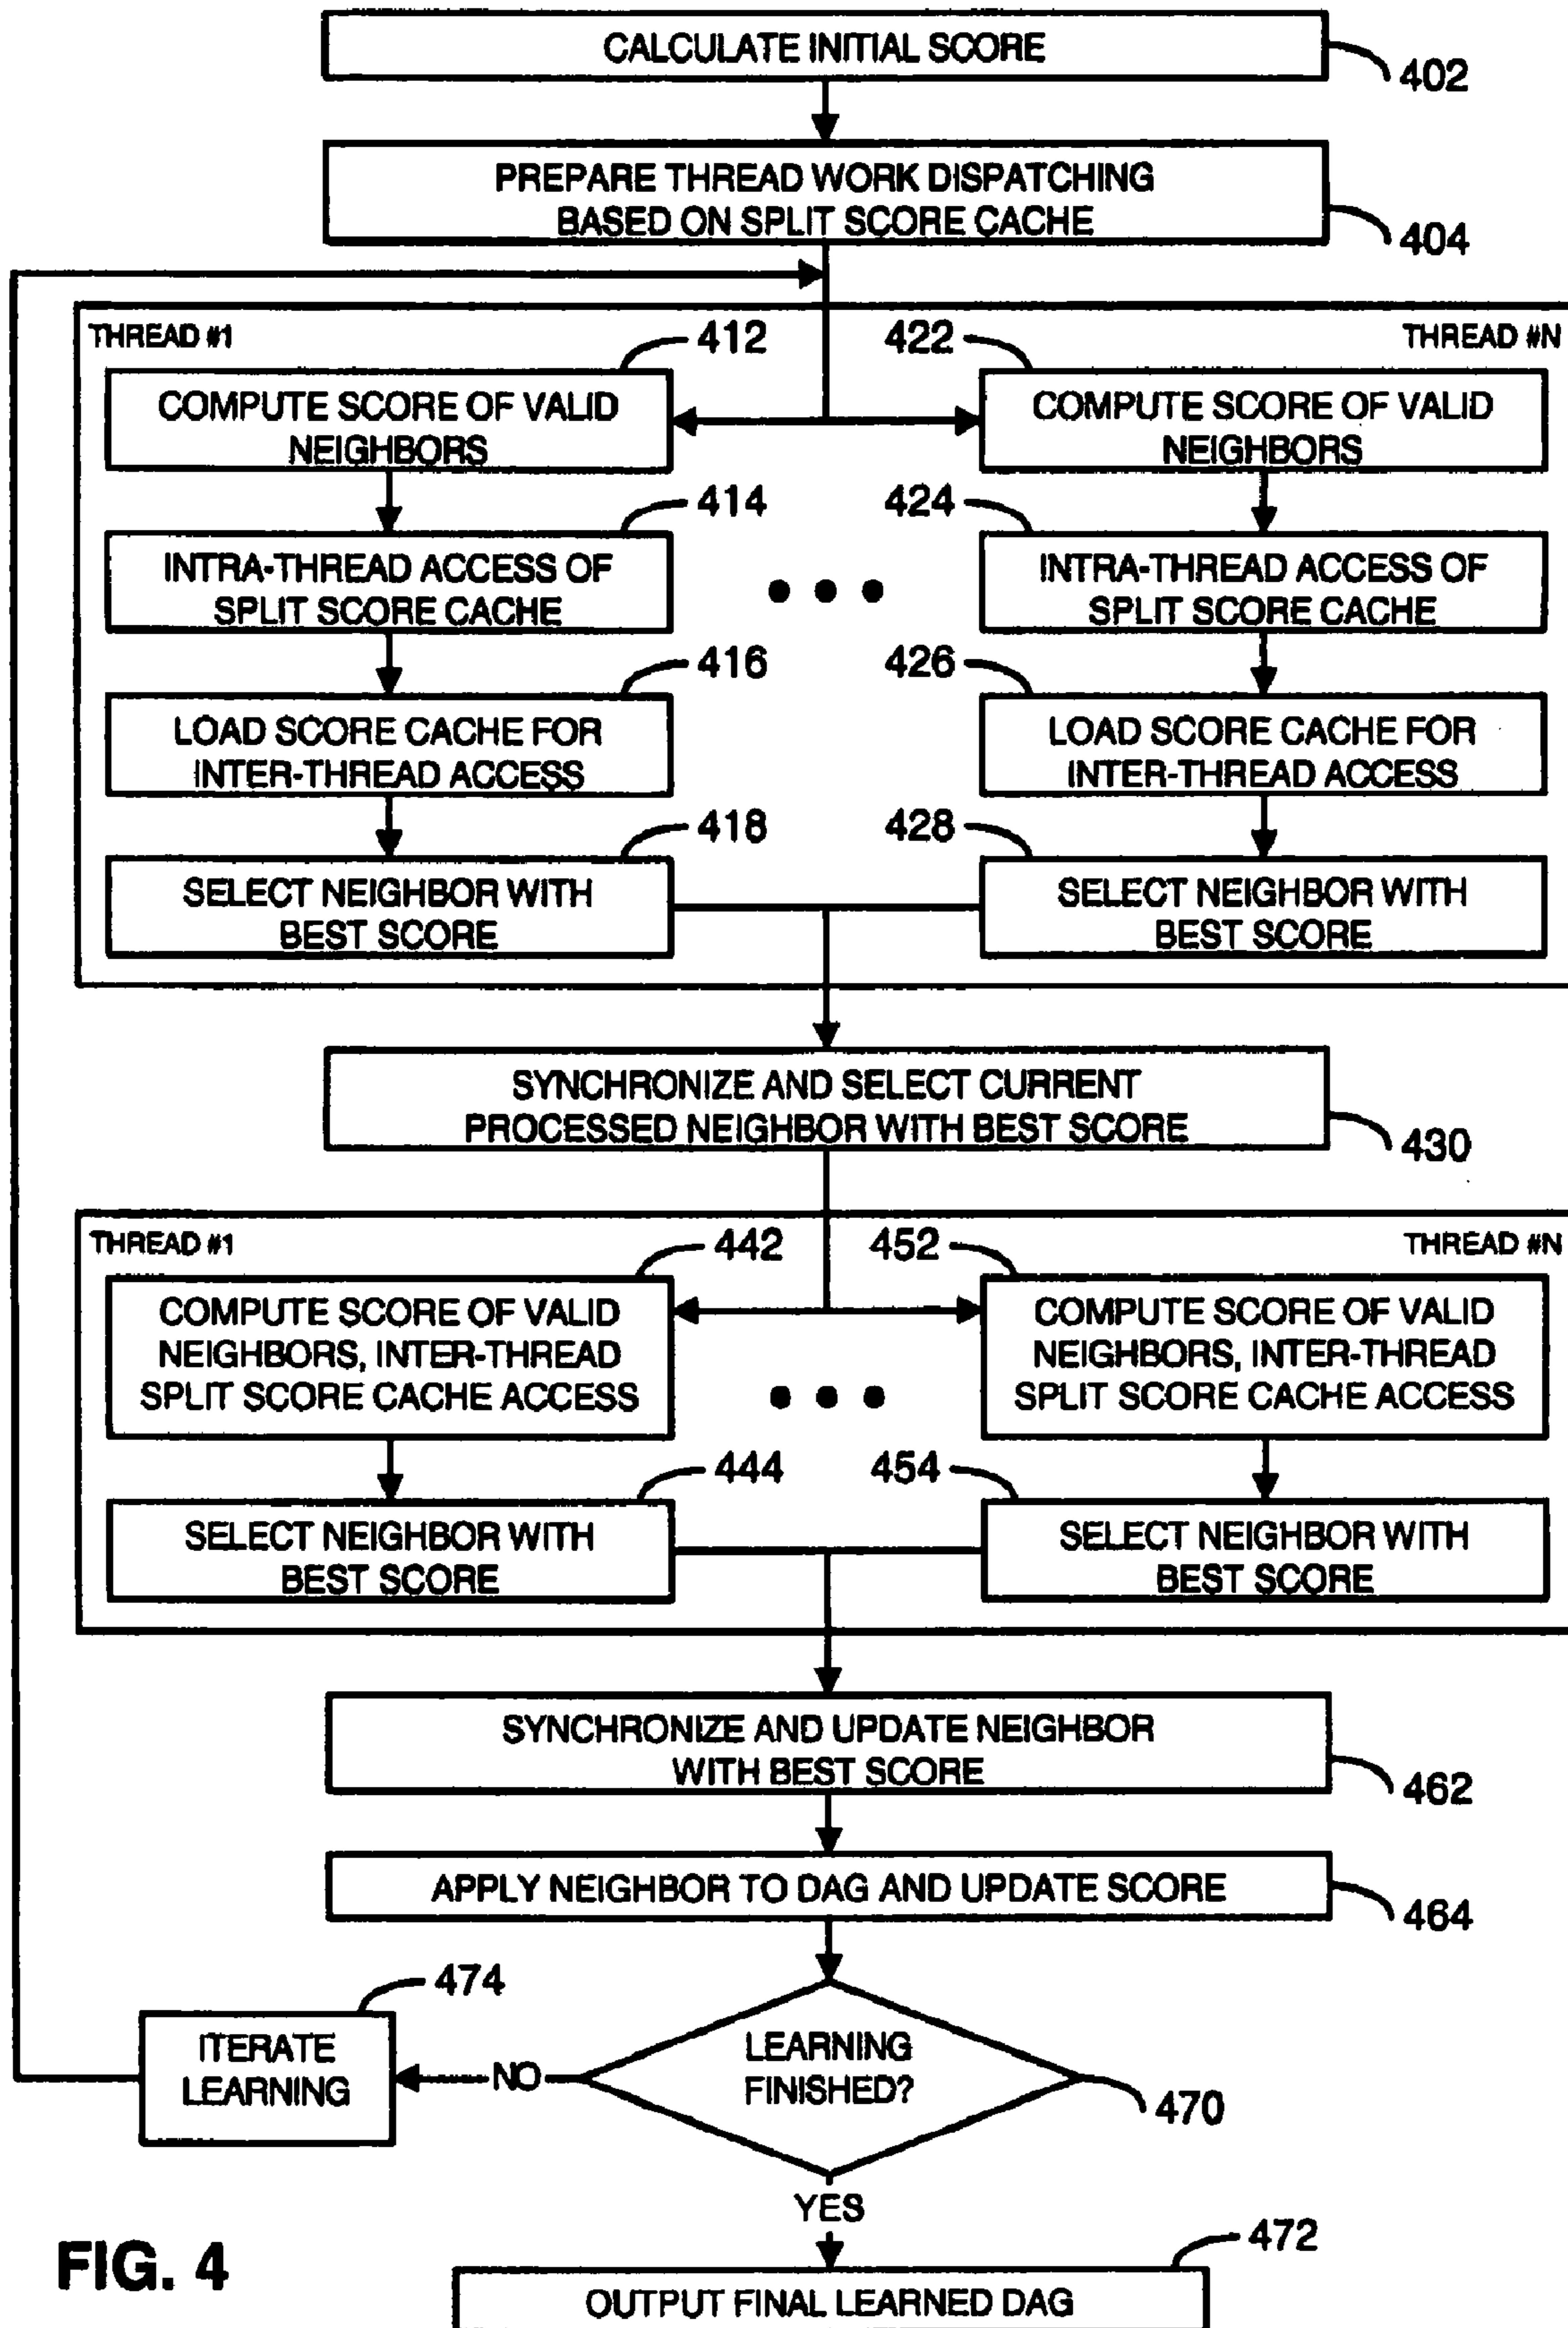 CALCULATE INITIAL SCORE
402
PREPARE THREAD WORK DISPATCHING
BASED ON SPLIT SCORE CACHE
404
THREAD #1
412
422
THREAD #N
COMPUTE SCORE OF VALID
NEIGHBORS
COMPUTE SCORE OF VALID
NEIGHBORS
414
424
INTRA-THREAD ACCESS OF
SPLIT SCORE CACHE
INTRA-THREAD ACCESS OF
SPLIT SCORE CACHE
416
426
LOAD SCORE CACHE FOR
INTER-THREAD ACCESS
LOAD SCORE CACHE FOR
INTER-THREAD ACCESS
418
428
SELECT NEIGHBOR WITH
BEST SCORE
SELECT NEIGHBOR WITH
BEST SCORE
SYNCHRONIZE AND SELECT CURRENT
PROCESSED NEIGHBOR WITH BEST SCORE
430
THREAD #1
442
452
THREAD #N
COMPUTE SCORE OF VALID
NEIGHBORS, INTER-THREAD
SPLIT SCORE CACHE ACCESS
COMPUTE SCORE OF VALID
NEIGHBORS, INTER-THREAD
SPLIT SCORE CACHE ACCESS
444
454
SELECT NEIGHBOR WITH
BEST SCORE
SELECT NEIGHBOR WITH
BEST SCORE
SYNCHRONIZE AND UPDATE NEIGHBOR
WITH BEST SCORE
462
APPLY NEIGHBOR TO DAG AND UPDATE SCORE
464
474
ITERATE
LEARNING
NO
LEARNING
FINISHED?
470
YES
472
FIG. 4
OUTPUT FINAL LEARNED DAG